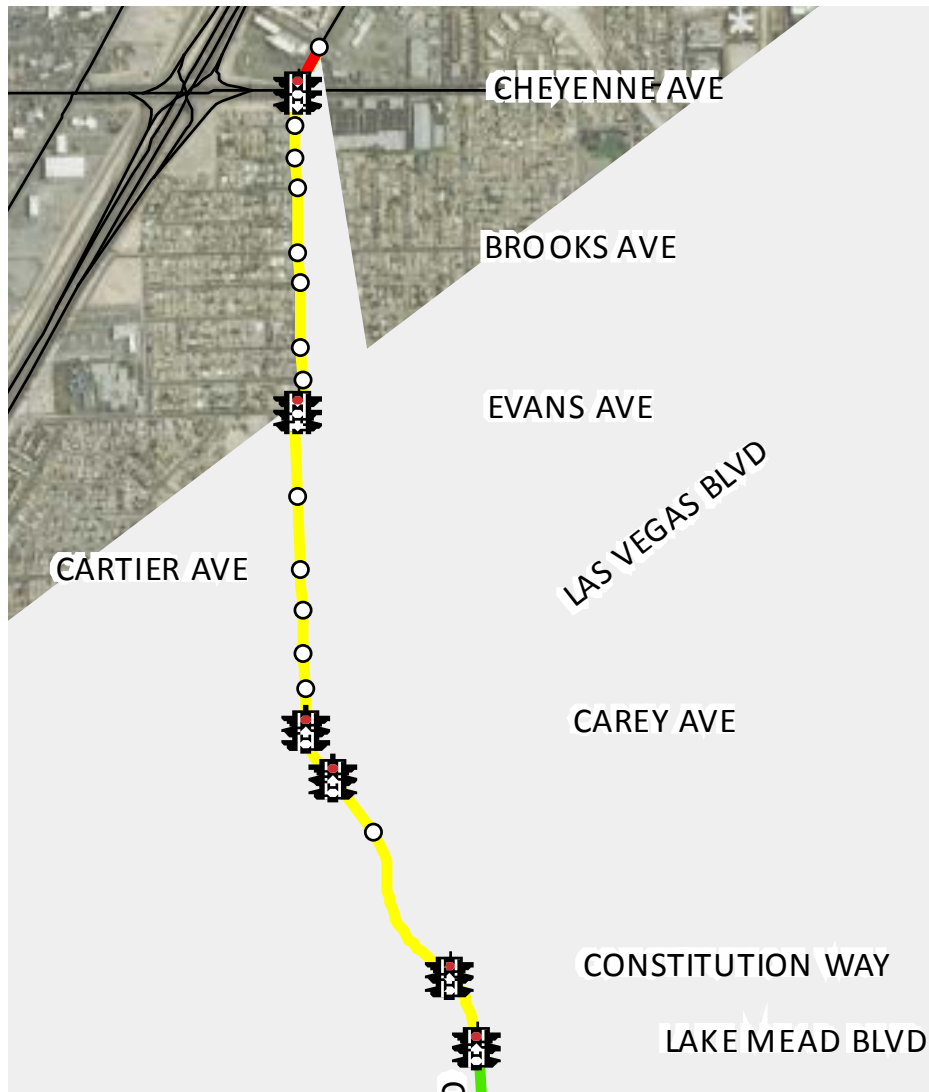 CHEYENNE AVE
BROOKS AVE
EVANS AVE
LAS VEGAS BLVD
CARTIER AVE
CAREY AVE
CONSTITUTION WAY
LAKE MEAD BLVD